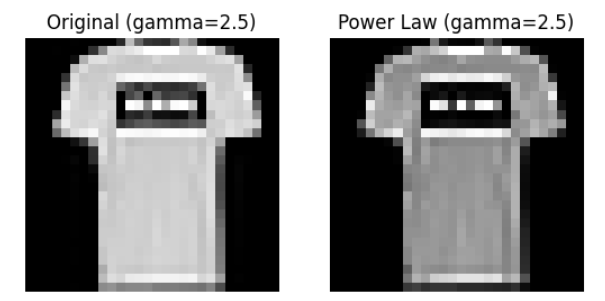 Original (gamma=2.5)
Power Law (gamma=2.5)